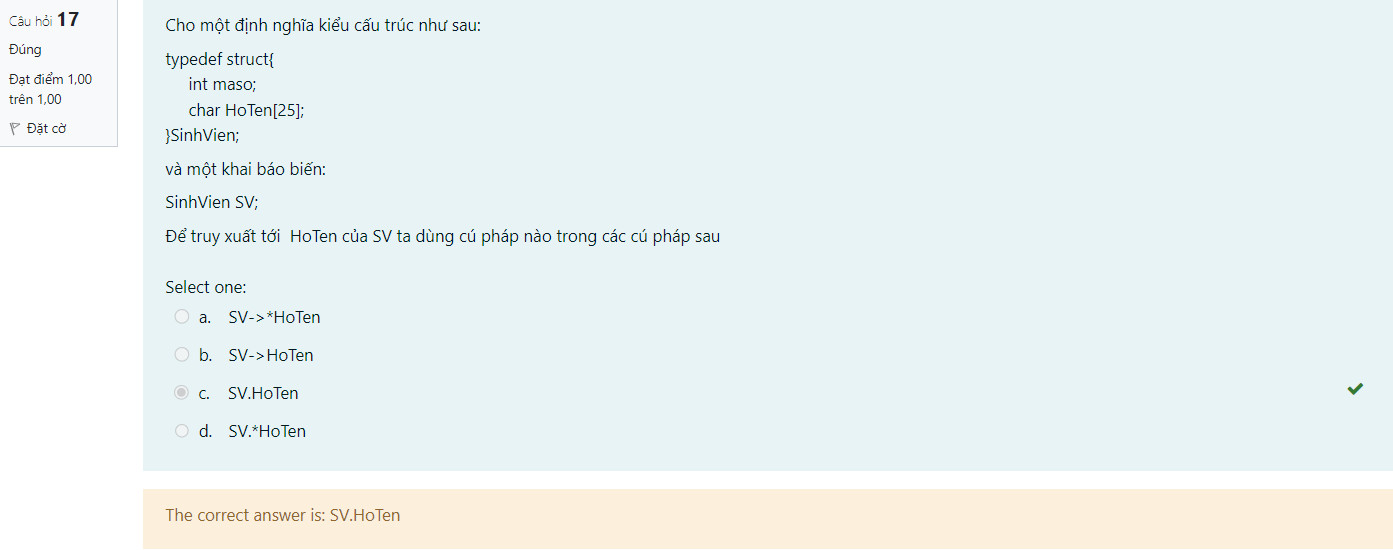 Câu hỏi 17
Đúng
Đạt điểm 1,00
trên 1,00
Đặt cờ
Cho một định nghĩa kiểu cấu trúc như sau:
typedef struct{
int maso;
char HoTen[25];
}SinhVien;
và một khai báo biến:
SinhVien SV;
Để truy xuất tới HoTen của SV ta dùng cú pháp nào trong các cú pháp sau
Select one:
a. SV->*HoTen
b. SV->HoTen
c. SV.HoTen
d. SV.*HoTen
The correct answer is: SV.HoTen